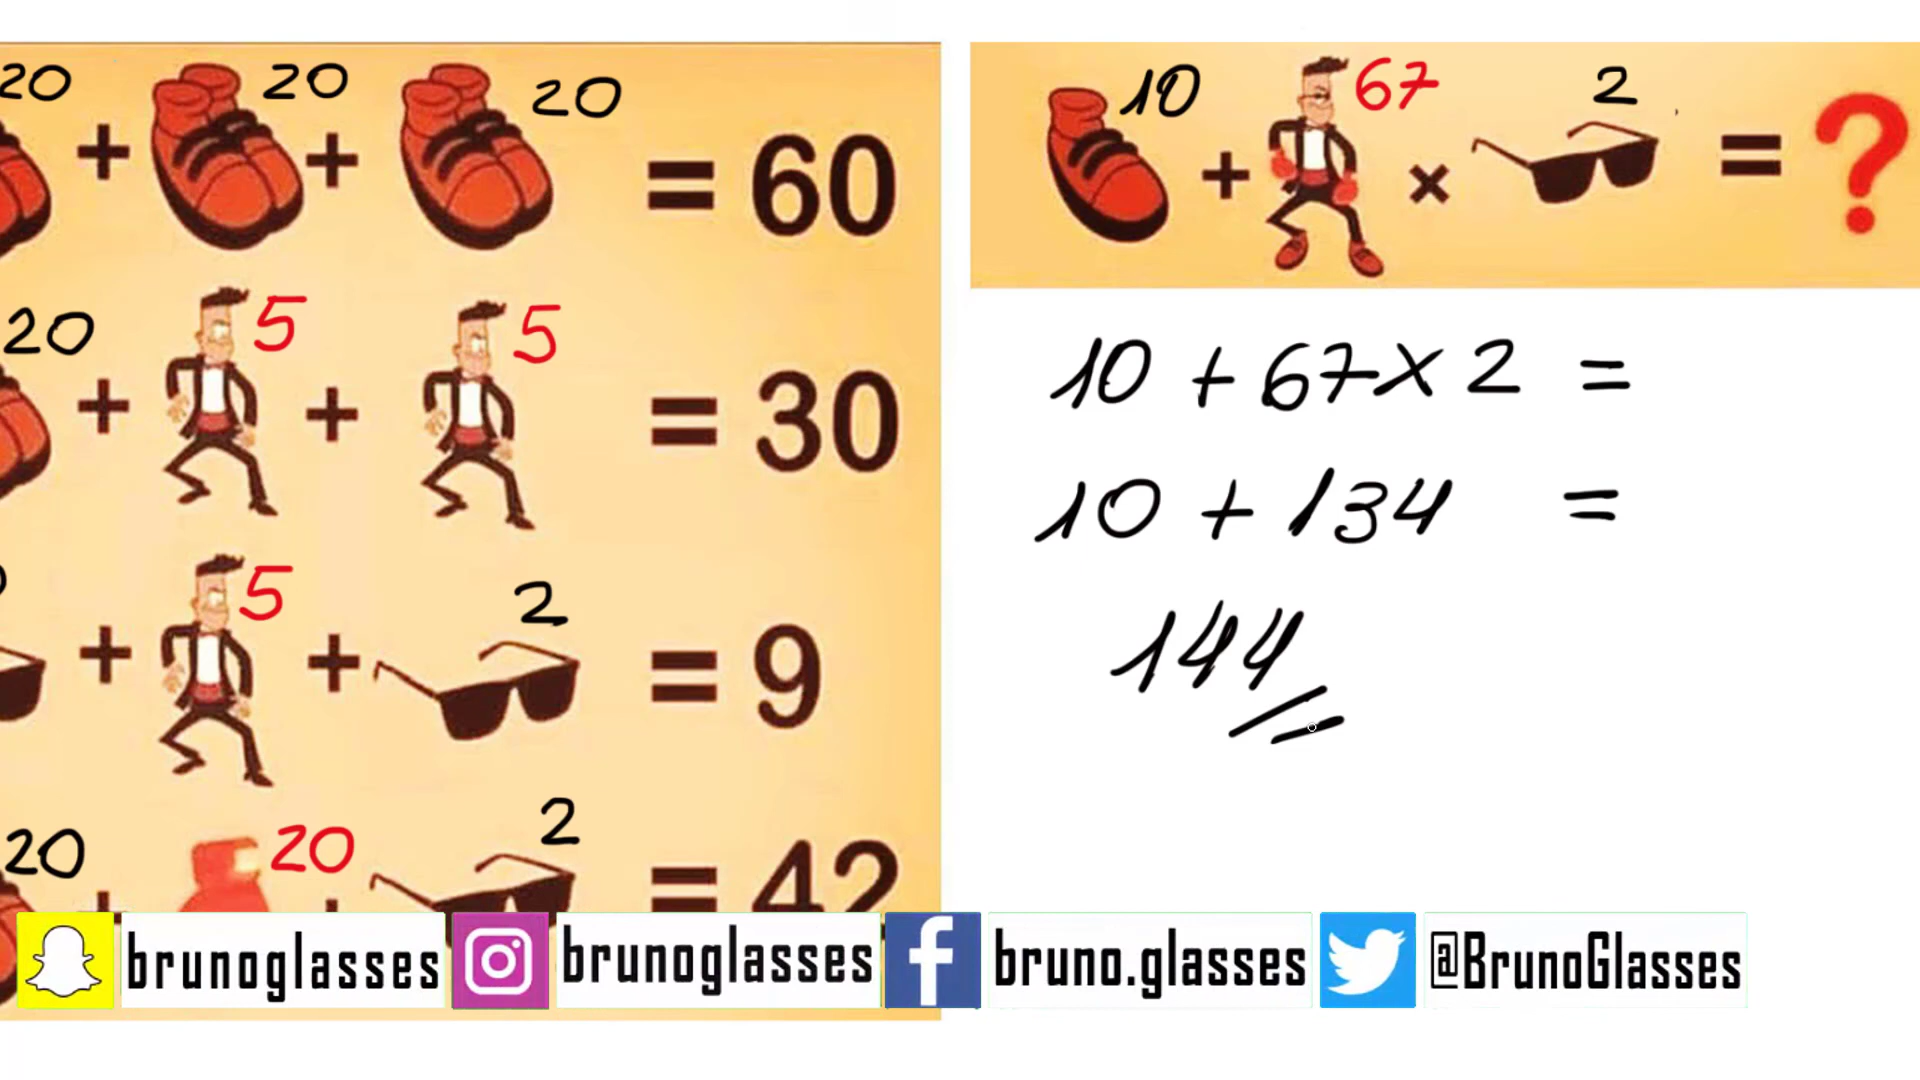 20 + 20 + 20 = 60
20 + 5 + 5 = 30
+ 5 + 2 = 9
20 + 20 + 2 = 42
10 + 67 × 2 = ?
10 + 67 × 2 =
10 + 134 =
144
brunoglasses brunoglasses bruno.glasses @BrunoGlasses